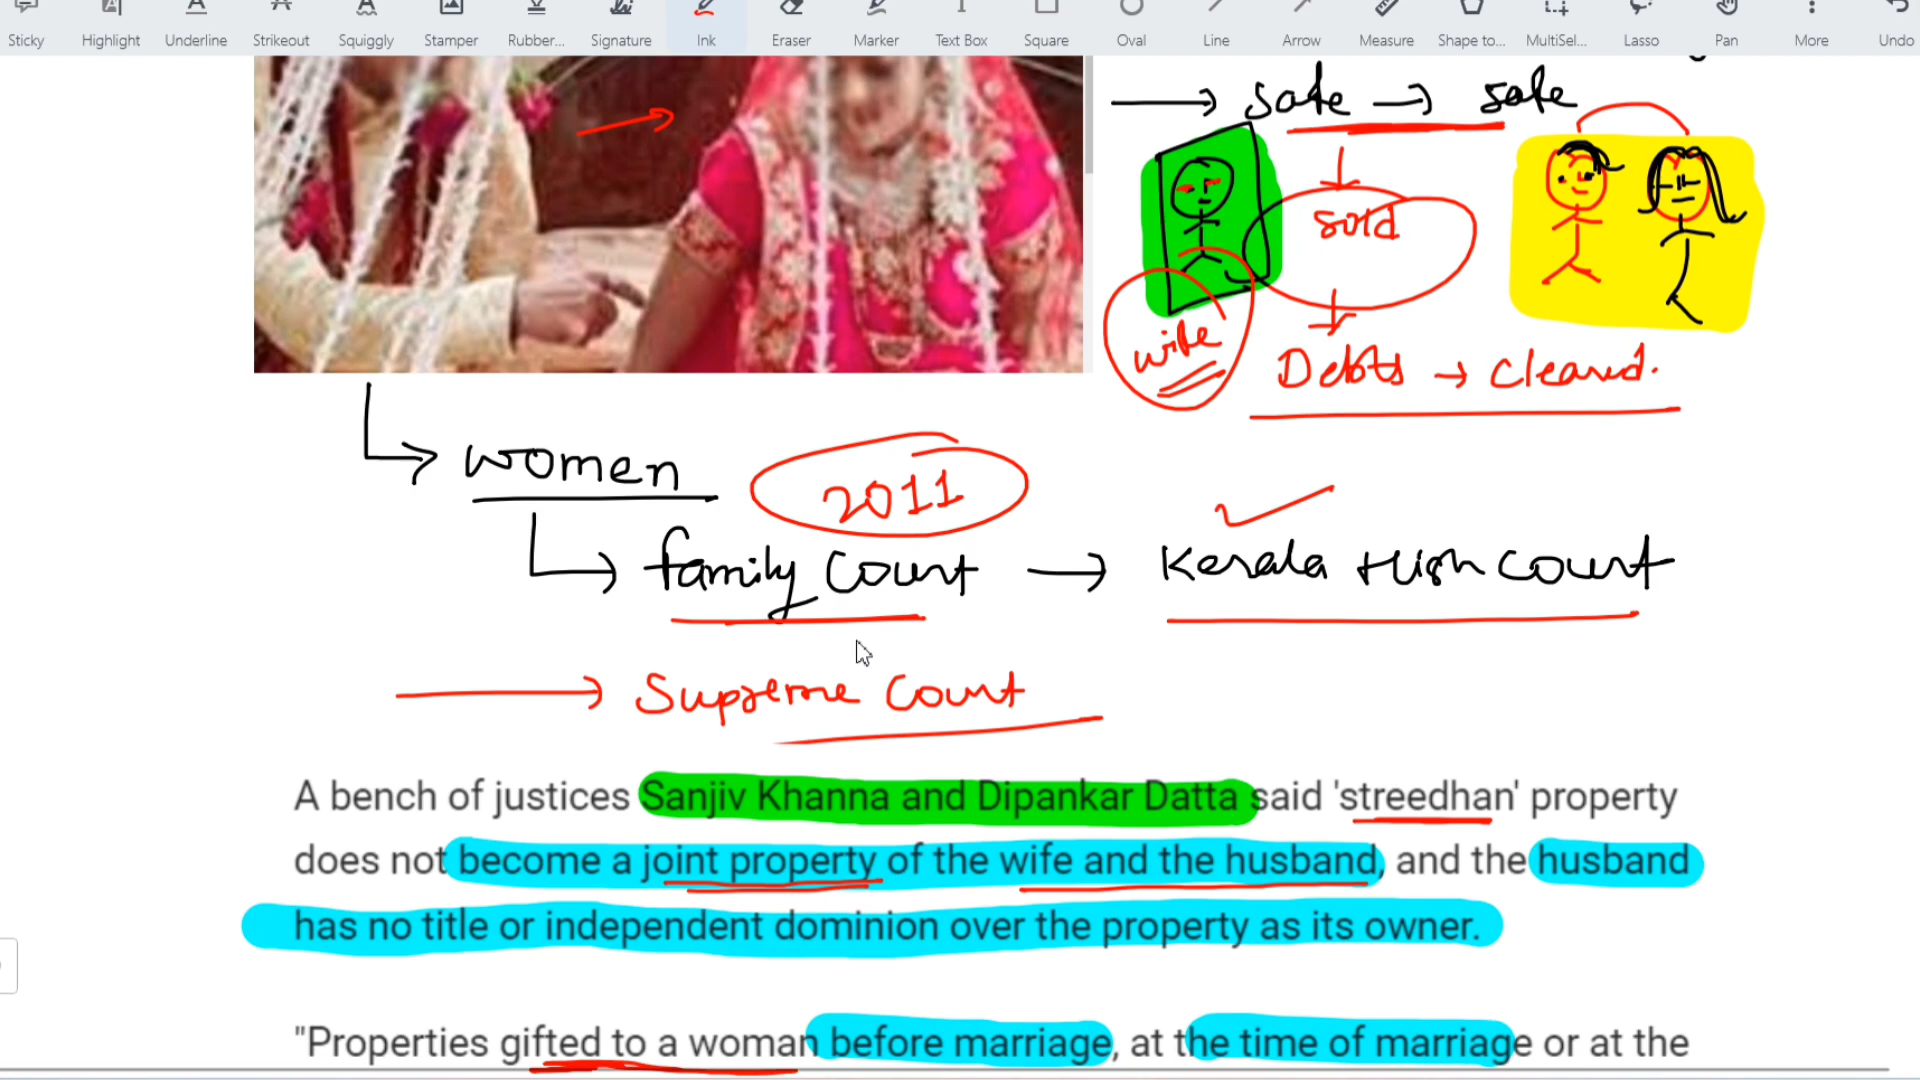 Sticky Highlight Underline Strikeout Squiggly Stamper Rubber... Signature Ink Eraser Marker Text Box Square Oval Line Arrow Measure Shape to... MultiSel... Lasso Pan More Undo
→ safe → safe
sold
wife
Debts → Cleared.
women
2011
family Court → Kerala High Court
→ Supreme Court
A bench of justices Sanjiv Khanna and Dipankar Datta said 'streedhan' property
does not become a joint property of the wife and the husband, and the husband
has no title or independent dominion over the property as its owner.
"Properties gifted to a woman before marriage, at the time of marriage or at the